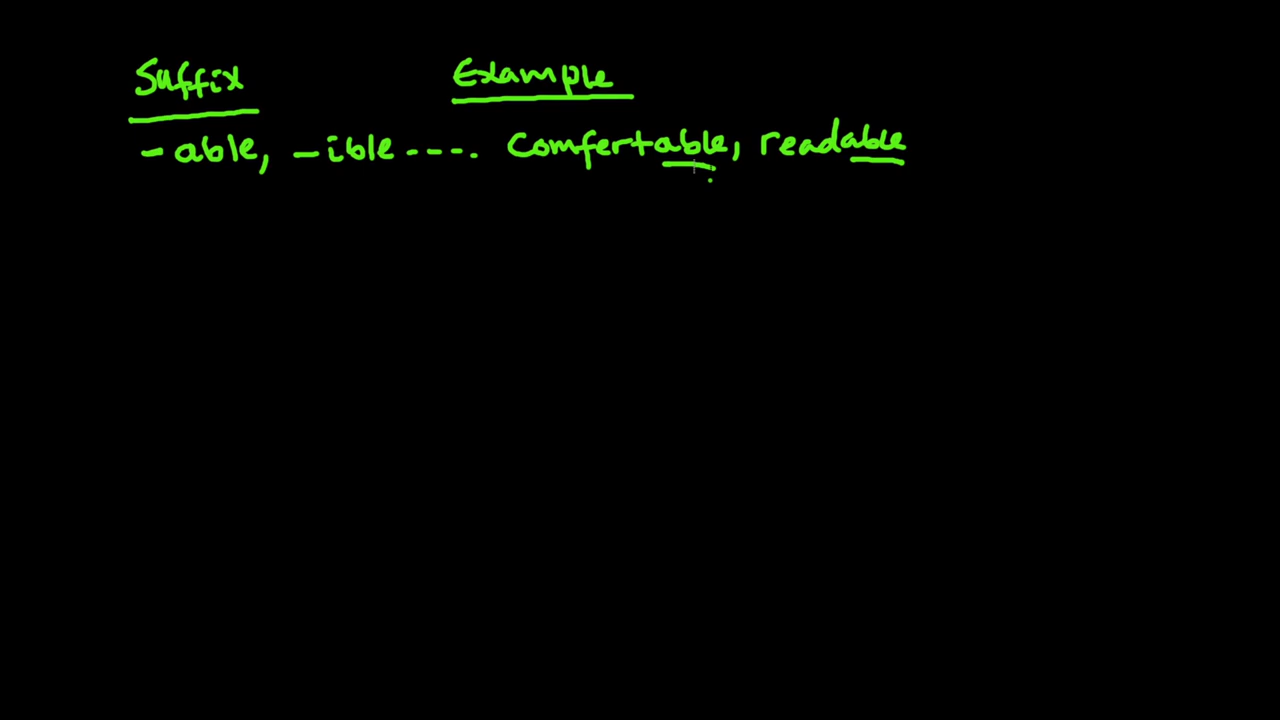 Suffix Example
- able, - ible ---. Comfertable, readable